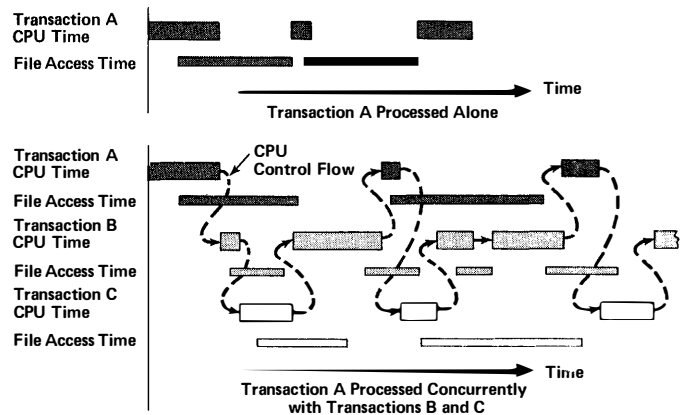 Transaction A
CPU Time
File Access Time
Time
Transaction A Processed Alone
Transaction A
CPU Time
CPU
Control Flow
File Access Time
Transaction B
CPU Time
File Access Time
Transaction C
CPU Time
File Access Time
Time
Transaction A Processed Concurrently
with Transactions B and C